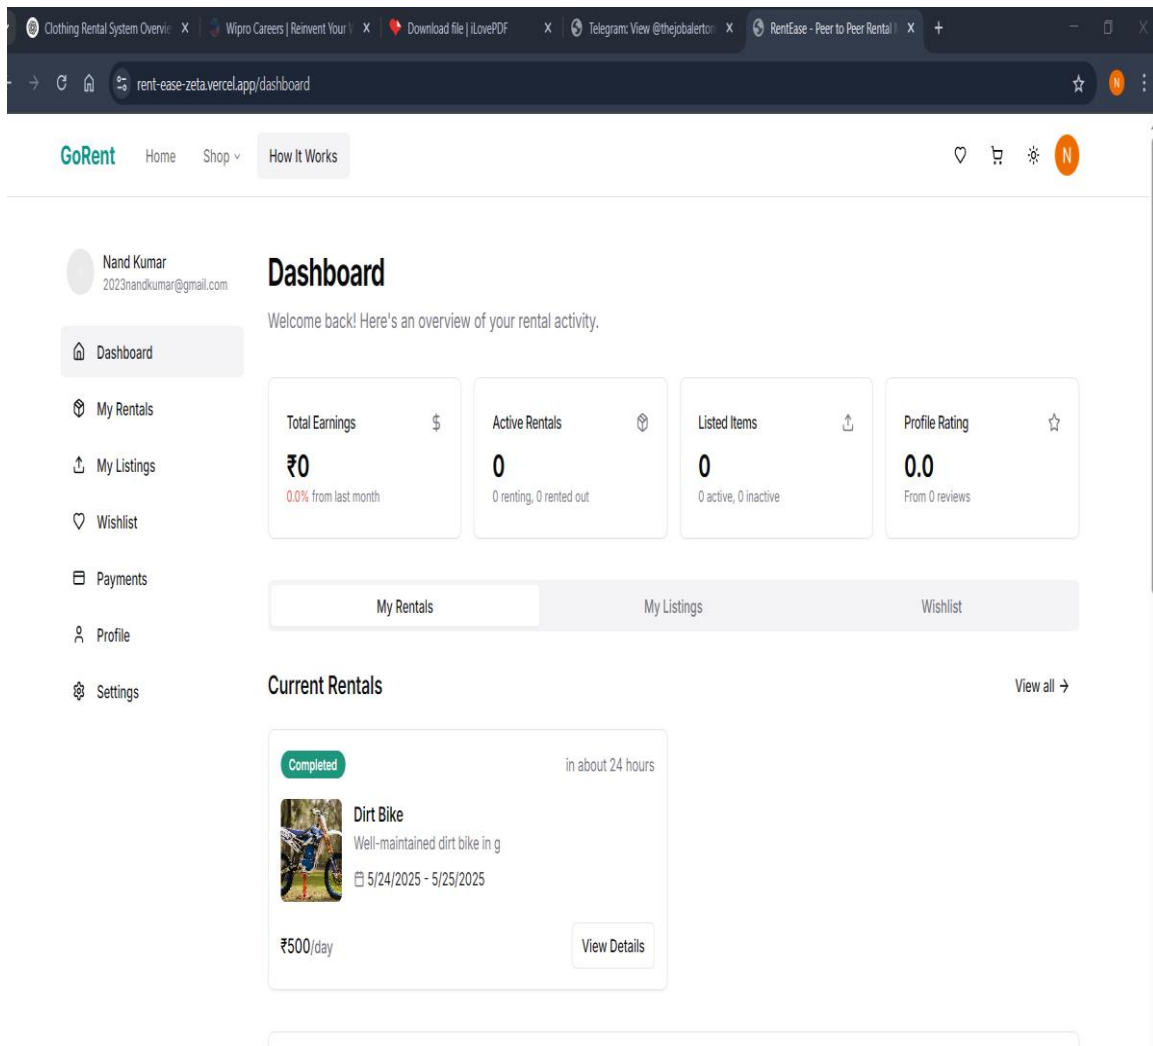 Clothing Rental System Overvie X Wipro Careers | Reinvent Your W X Download file | iLovePDF X Telegram: View @thejobalerton X RentEase - Peer to Peer Rental M X +
rent-ease-zeta.vercel.app/dashboard N
GoRent Home Shop How It Works N
Nand Kumar
2023nandkumar@gmail.com
Dashboard
My Rentals
My Listings
Wishlist
Payments
Profile
Settings
Dashboard
Welcome back! Here's an overview of your rental activity.
Total Earnings $
₹0
0.0% from last month
Active Rentals
0
0 renting, 0 rented out
Listed Items
0
0 active, 0 inactive
Profile Rating
0.0
From 0 reviews
My Rentals My Listings Wishlist
Current Rentals View all →
Completed in about 24 hours
Dirt Bike
Well-maintained dirt bike in g
5/24/2025 - 5/25/2025
₹500/day View Details